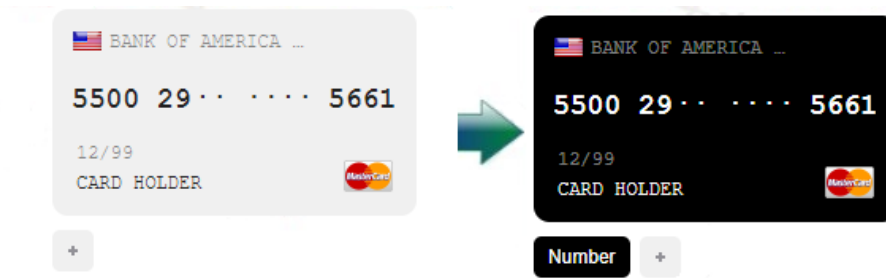 BANK OF AMERICA …
5500 29·· ···· 5661
12/99
CARD HOLDER
MasterCard
+
BANK OF AMERICA …
5500 29·· ···· 5661
12/99
CARD HOLDER
MasterCard
Number
+